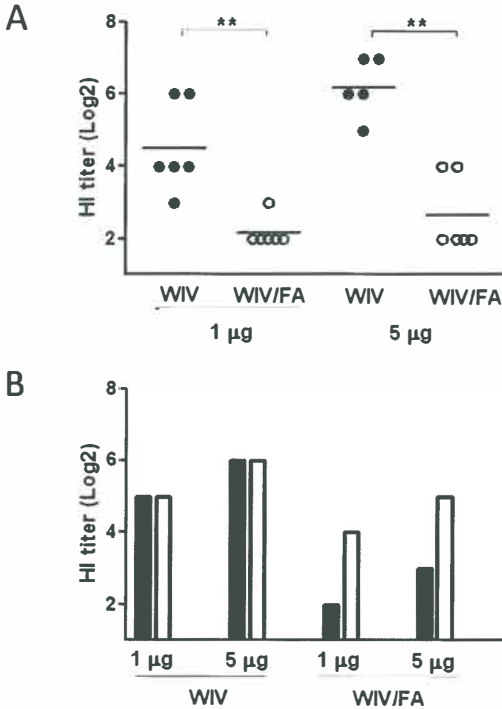 A
HI titer (Log2)
8
6
4
2
**
**
WIV
WIV/FA
WIV
WIV/FA
1 µg
5 µg
B
HI titer (Log2)
8
6
4
2
1 µg
5 µg
1 µg
5 µg
WIV
WIV/FA